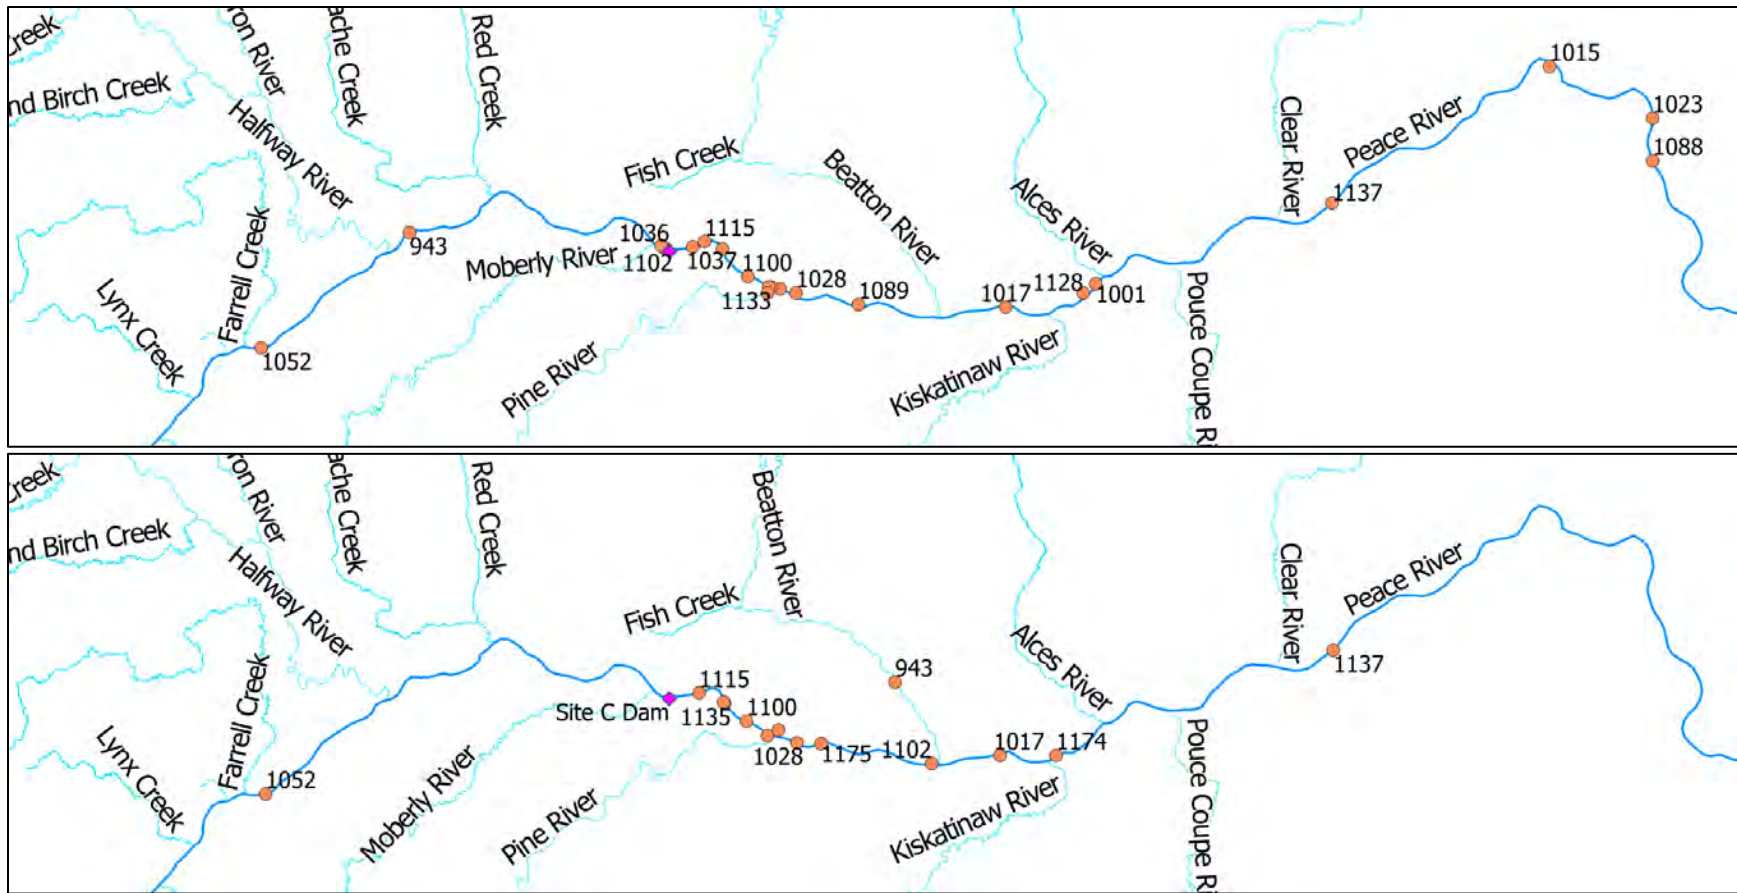 Creek
ron River
ache Creek
Red Creek
nd Birch Creek
Halfway River
Fish Creek
Beatton River
Alces River
Clear River
Peace River
1015
1023
1088
1137
943
1036
1115
Moberly River
1102
1037
1100
1028
1133
1089
1017
1128
1001
Farrell Creek
Lynx Creek
1052
Pine River
Kiskatinaw River
Pouce Coupe Ri
Creek
ron River
ache Creek
Red Creek
nd Birch Creek
Halfway River
Beatton River
Fish Creek
Alces River
Clear River
Peace River
1137
943
1115
Site C Dam
1135
1100
1028
1175
1102
1017
1174
Farrell Creek
Lynx Creek
1052
Moberly River
Pine River
Kiskatinaw River
Pouce Coupe Ri